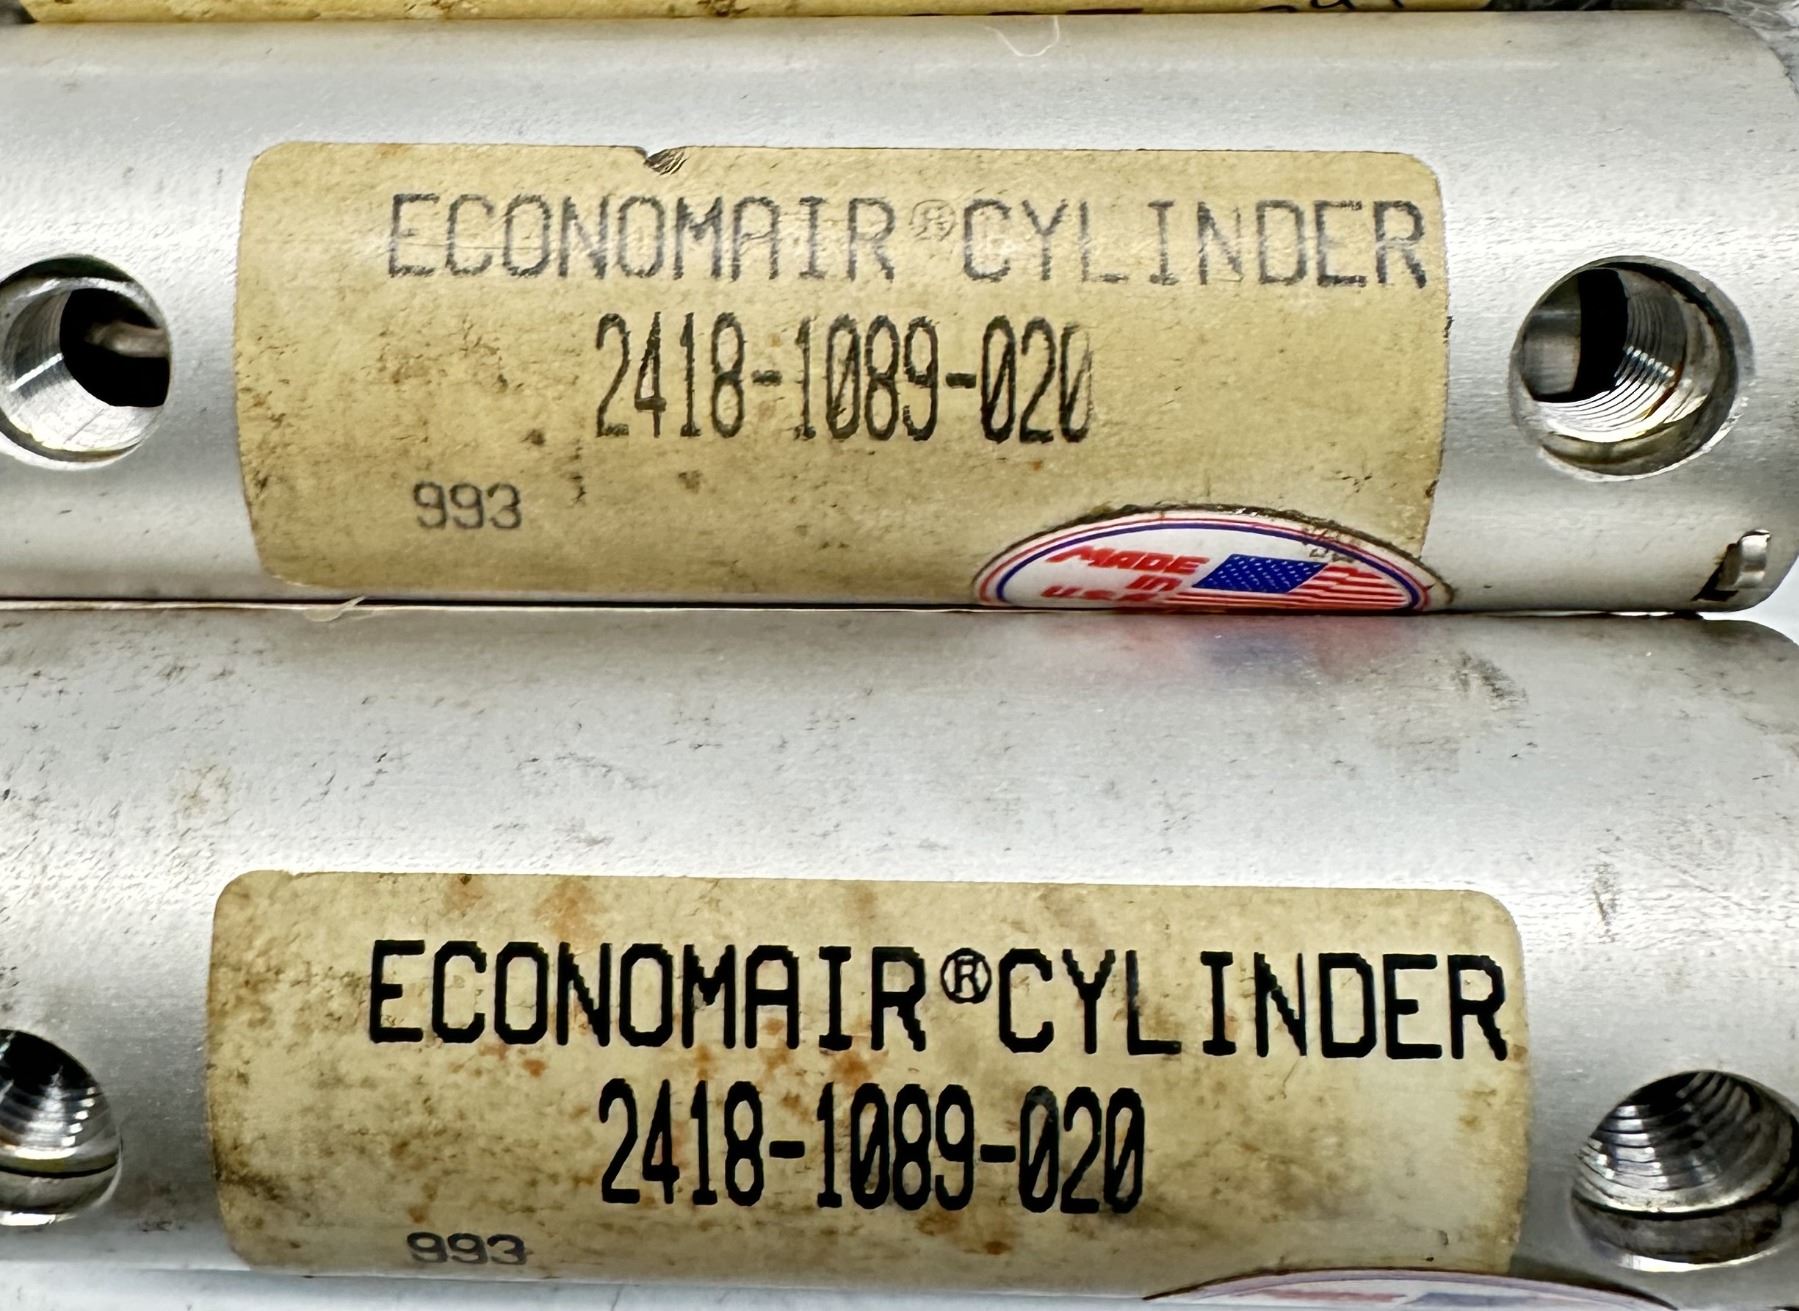 ECONOMAIR® CYLINDER
2418-1089-020
993
MADE
IN
U.S.A.
ECONOMAIR® CYLINDER
2418-1089-020
993